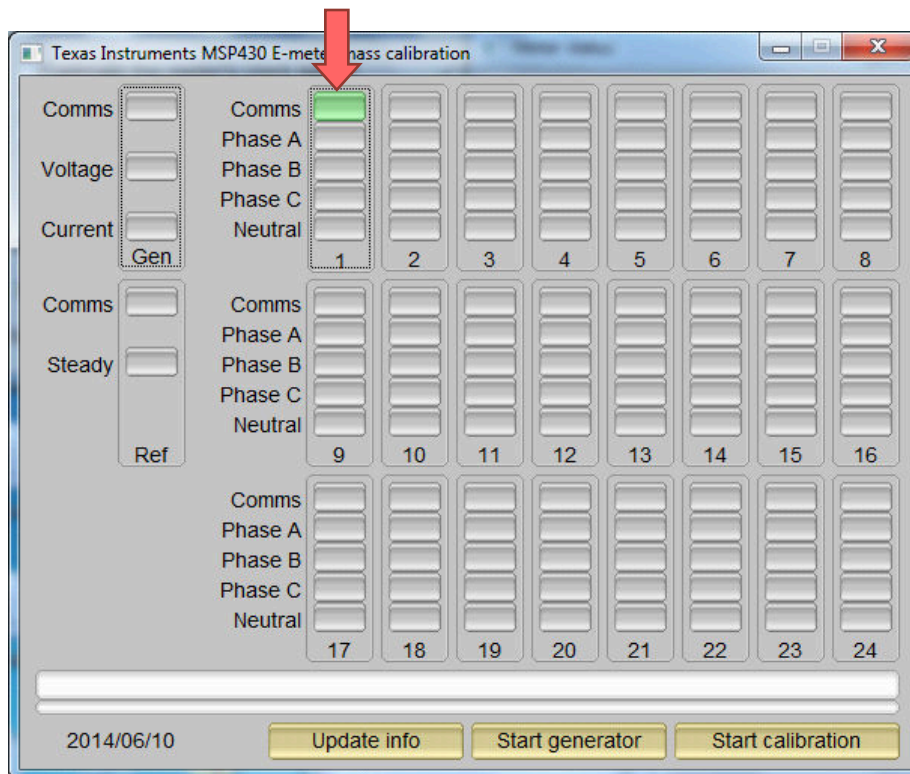 Texas Instruments MSP430 E-meter mass calibration
Comms
Voltage
Current
Gen
Comms
Steady
Ref
Comms
Phase A
Phase B
Phase C
Neutral
1 2 3 4 5 6 7 8
Comms
Phase A
Phase B
Phase C
Neutral
9 10 11 12 13 14 15 16
Comms
Phase A
Phase B
Phase C
Neutral
17 18 19 20 21 22 23 24
2014/06/10 Update info Start generator Start calibration